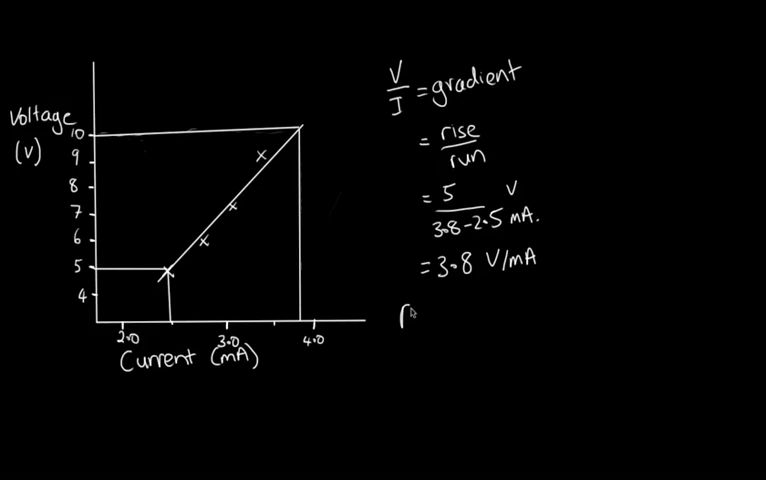 Voltage
(V)
10
9
8
7
6
5
4
2.0
3.0
4.0
Current (mA)
V/I = gradient
= rise/run
= 5 V / 3.8-2.5 mA.
= 3.8 V/mA